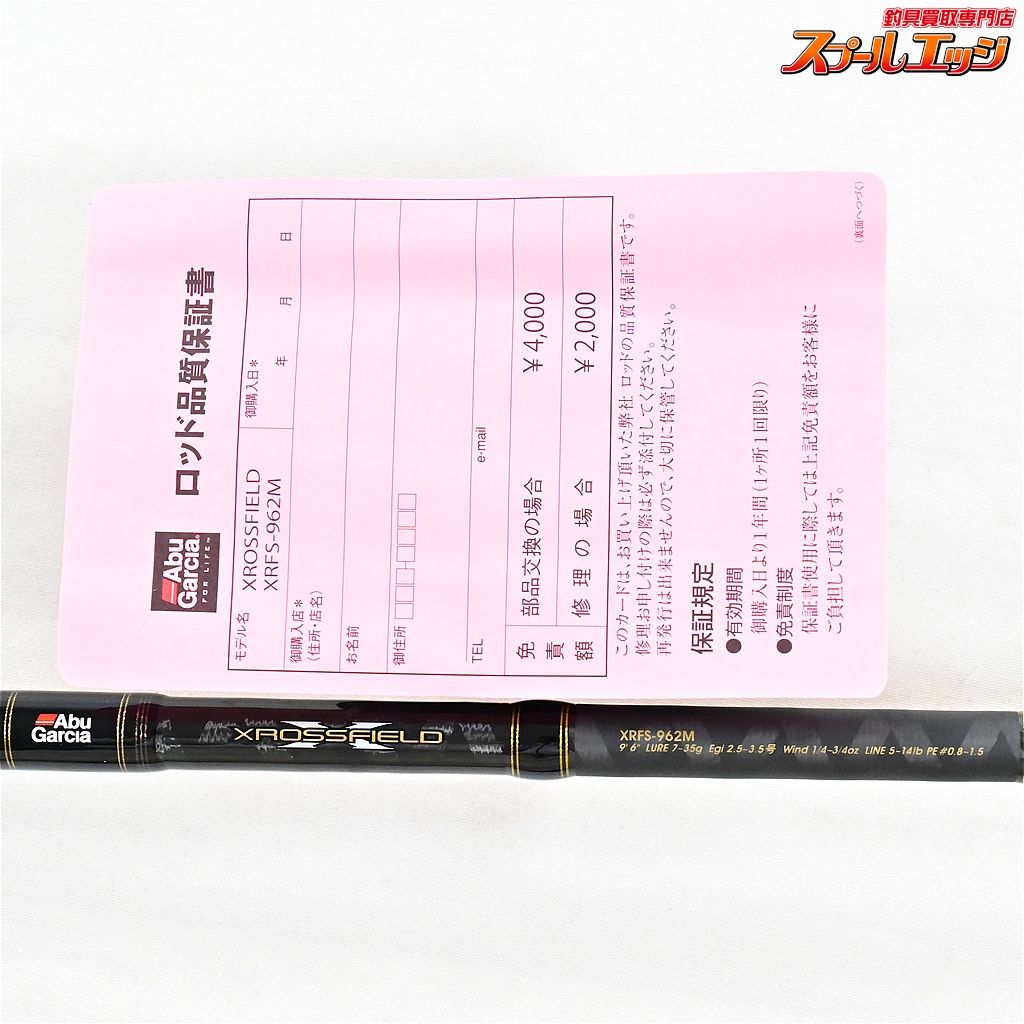 釣具買取専門店
スプールエッジ
Abu
Garcia®
FOR LIFE™
ロッド品質保証書
モデル名 XROSSFIELD
XRFS-962M
御購入日＊
年 月 日
御購入店＊
(住所・店名)
お名前
御住所 □□□-□□□□
TEL e-mail
免責額
部品交換の場合 ￥4,000
修理の場合 ￥2,000
このカードは、お買い上げ頂いた弊社 ロッドの品質保証書です。
修理お申し付けの際は必ず添付してください。
再発行は出来ませんので、大切に保管してください。
保証規定
●有効期間
御購入日より1年間(1ヶ所1回限り)
●免責制度
保証書使用に際しては上記免責額をお客様に
ご負担して頂きます。
(裏面へつづく)
Abu
Garcia
XROSSFIELD
X
XRFS-962M
9'6" LURE 7-35g Egi 2.5-3.5号 Wind 1/4-3/4oz LINE 5-14lb PE#0.8-1.5